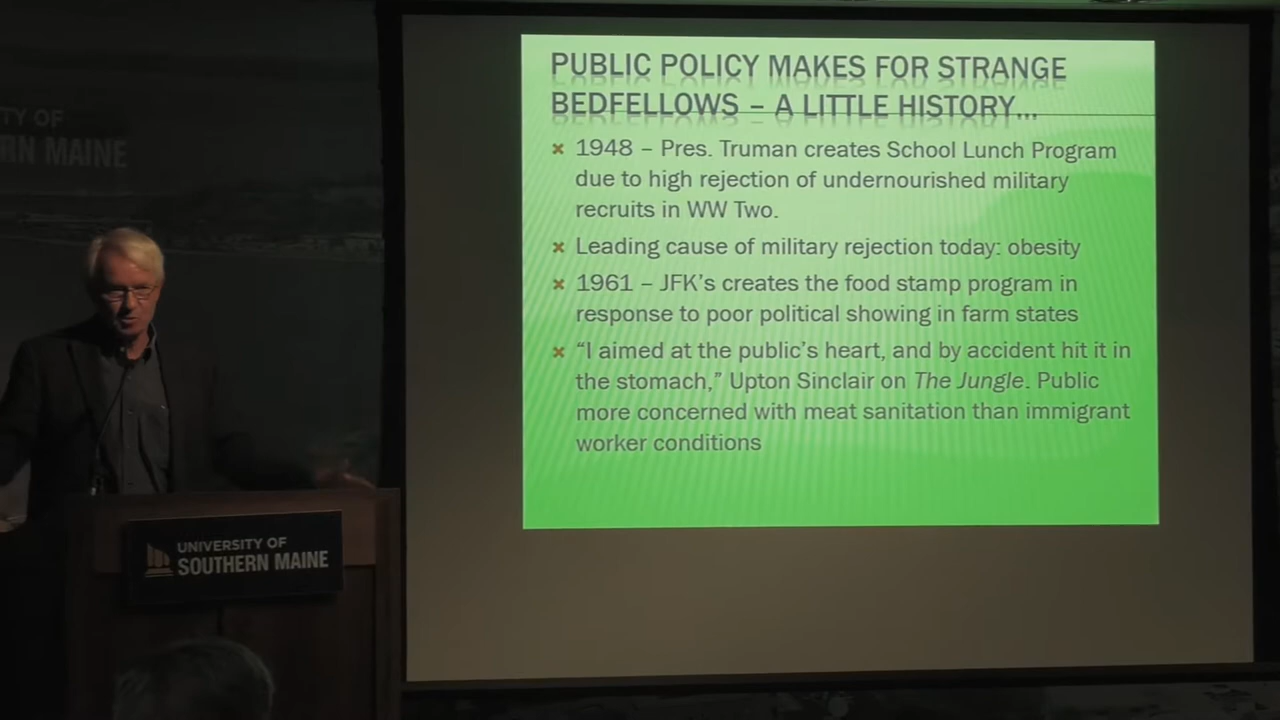 TY OF
RN MAINE
PUBLIC POLICY MAKES FOR STRANGE
BEDFELLOWS – A LITTLE HISTORY...
1948 – Pres. Truman creates School Lunch Program
due to high rejection of undernourished military
recruits in WW Two.
Leading cause of military rejection today: obesity
1961 – JFK's creates the food stamp program in
response to poor political showing in farm states
“I aimed at the public's heart, and by accident hit it in
the stomach,” Upton Sinclair on The Jungle. Public
more concerned with meat sanitation than immigrant
worker conditions
UNIVERSITY OF
SOUTHERN MAINE